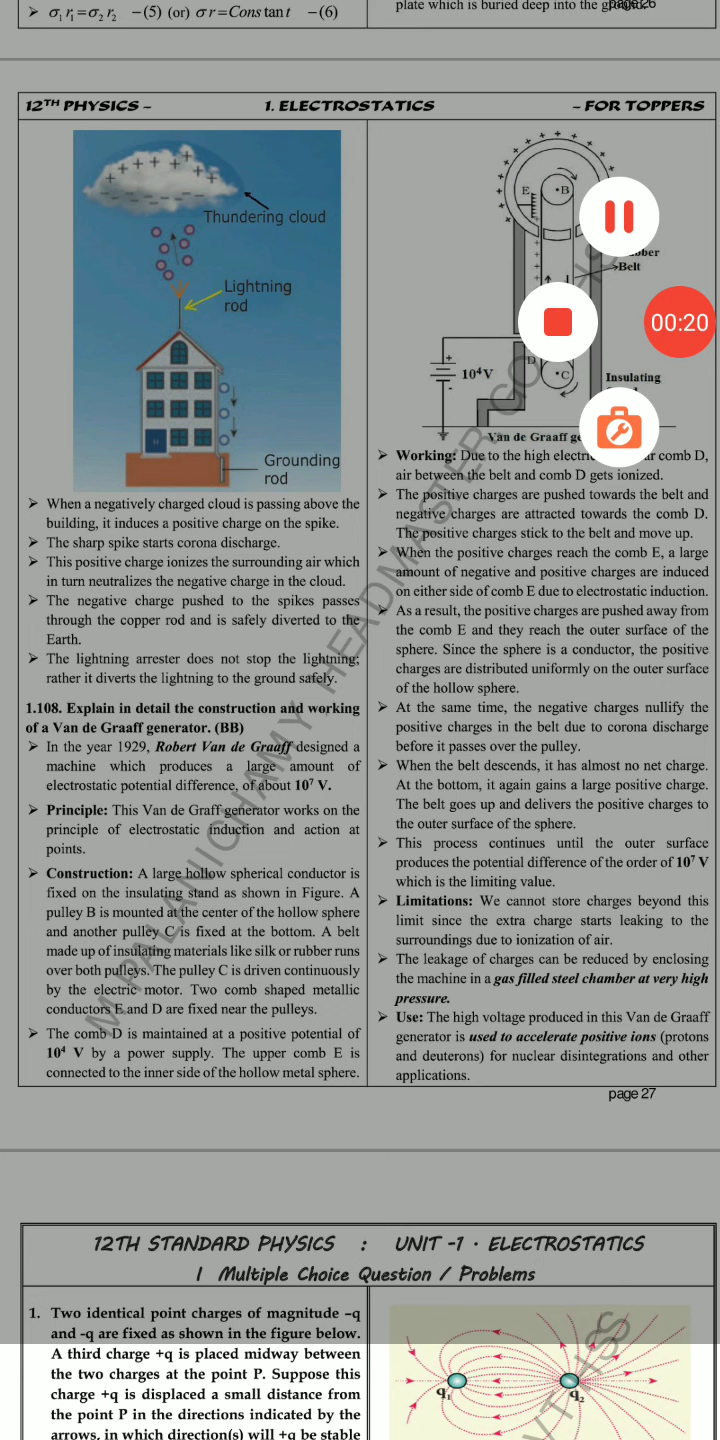 ➢ σ₁ r₁ = σ₂ r₂ – (5) (or) σ r = Cons tan t – (6)
plate which is buried deep into the ground.
page 26
12TH PHYSICS – 1. ELECTROSTATICS – FOR TOPPERS
Thundering cloud
Lightning
rod
Grounding
rod
➢ When a negatively charged cloud is passing above the
building, it induces a positive charge on the spike.
➢ The sharp spike starts corona discharge.
➢ This positive charge ionizes the surrounding air which
in turn neutralizes the negative charge in the cloud.
➢ The negative charge pushed to the spikes passes
through the copper rod and is safely diverted to the
Earth.
➢ The lightning arrester does not stop the lightning;
rather it diverts the lightning to the ground safely.
1.108. Explain in detail the construction and working
of a Van de Graaff generator. (BB)
➢ In the year 1929, Robert Van de Graaff designed a
machine which produces a large amount of
electrostatic potential difference, of about 10⁷ V.
➢ Principle: This Van de Graff generator works on the
principle of electrostatic induction and action at
points.
➢ Construction: A large hollow spherical conductor is
fixed on the insulating stand as shown in Figure. A
pulley B is mounted at the center of the hollow sphere
and another pulley C is fixed at the bottom. A belt
made up of insulating materials like silk or rubber runs
over both pulleys. The pulley C is driven continuously
by the electric motor. Two comb shaped metallic
conductors E and D are fixed near the pulleys.
➢ The comb D is maintained at a positive potential of
10⁴ V by a power supply. The upper comb E is
connected to the inner side of the hollow metal sphere.
E
B
Belt
00:20
D
C
10⁴V
Insulating
Van de Graaff
➢ Working: Due to the high comb D,
air between the belt and comb D gets ionized.
➢ The positive charges are pushed towards the belt and
negative charges are attracted towards the comb D.
The positive charges stick to the belt and move up.
➢ When the positive charges reach the comb E, a large
amount of negative and positive charges are induced
on either side of comb E due to electrostatic induction.
➢ As a result, the positive charges are pushed away from
the comb E and they reach the outer surface of the
sphere. Since the sphere is a conductor, the positive
charges are distributed uniformly on the outer surface
of the hollow sphere.
➢ At the same time, the negative charges nullify the
positive charges in the belt due to corona discharge
before it passes over the pulley.
➢ When the belt descends, it has almost no net charge.
At the bottom, it again gains a large positive charge.
The belt goes up and delivers the positive charges to
the outer surface of the sphere.
➢ This process continues until the outer surface
produces the potential difference of the order of 10⁷ V
which is the limiting value.
➢ Limitations: We cannot store charges beyond this
limit since the extra charge starts leaking to the
surroundings due to ionization of air.
➢ The leakage of charges can be reduced by enclosing
the machine in a gas filled steel chamber at very high
pressure.
➢ Use: The high voltage produced in this Van de Graaff
generator is used to accelerate positive ions (protons
and deuterons) for nuclear disintegrations and other
applications.
M PALANICHAMY HEADMASTER
page 27
12TH STANDARD PHYSICS : UNIT -1 · ELECTROSTATICS
I Multiple Choice Question / Problems
1. Two identical point charges of magnitude –q
and -q are fixed as shown in the figure below.
A third charge +q is placed midway between
the two charges at the point P. Suppose this
charge +q is displaced a small distance from
the point P in the directions indicated by the
arrows, in which direction(s) will +q be stable
q₁
q₂